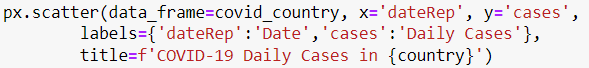 px.scatter(data_frame=covid_country, x='dateRep', y='cases',
labels={'dateRep':'Date','cases':'Daily Cases'},
title=f'COVID-19 Daily Cases in {country}')